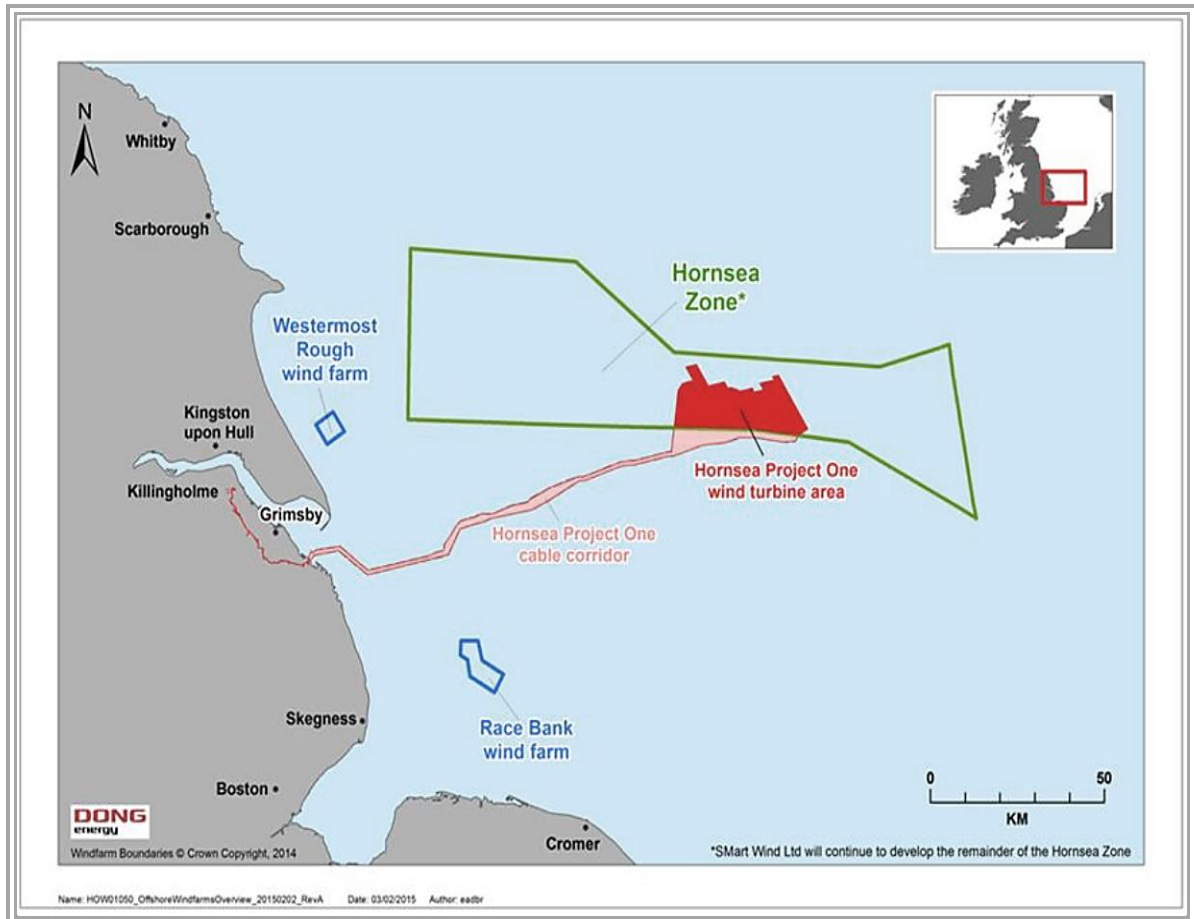 N
Whitby
Scarborough
Hornsea
Zone*
Westermost
Rough
wind farm
Kingston
upon Hull
Killingholme
Grimsby
Hornsea Project One
wind turbine area
Hornsea Project One
cable corridor
Skegness
Race Bank
wind farm
Boston
0 50
KM
DONG
energy
Cromer
Windfarm Boundaries © Crown Copyright, 2014
*SMart Wind Ltd will continue to develop the remainder of the Hornsea Zone
Name: HOW01050_OffshoreWindfarmsOverview_20150202_RevA Date: 03/02/2015 Author: eadbr